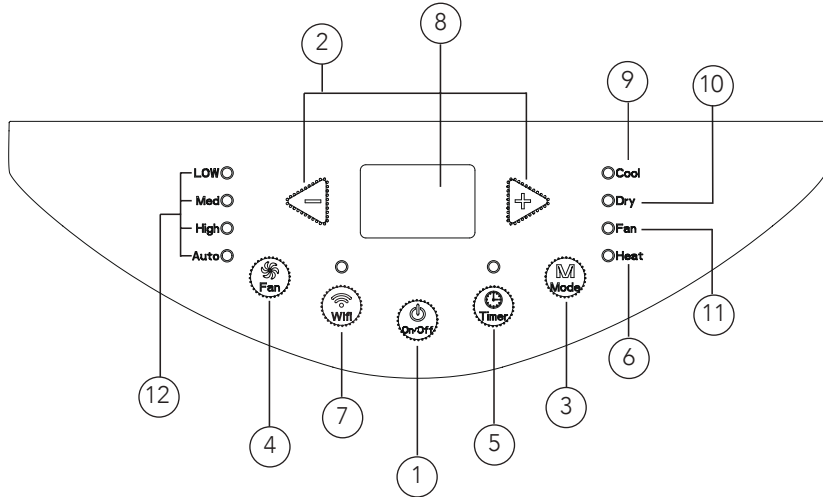 2
8
9
10
LOW
Med
High
Auto
Cool
Dry
Fan
Heat
Fan
Wifi
On/Off
Timer
M
Mode
12
4
7
1
5
3
6
11